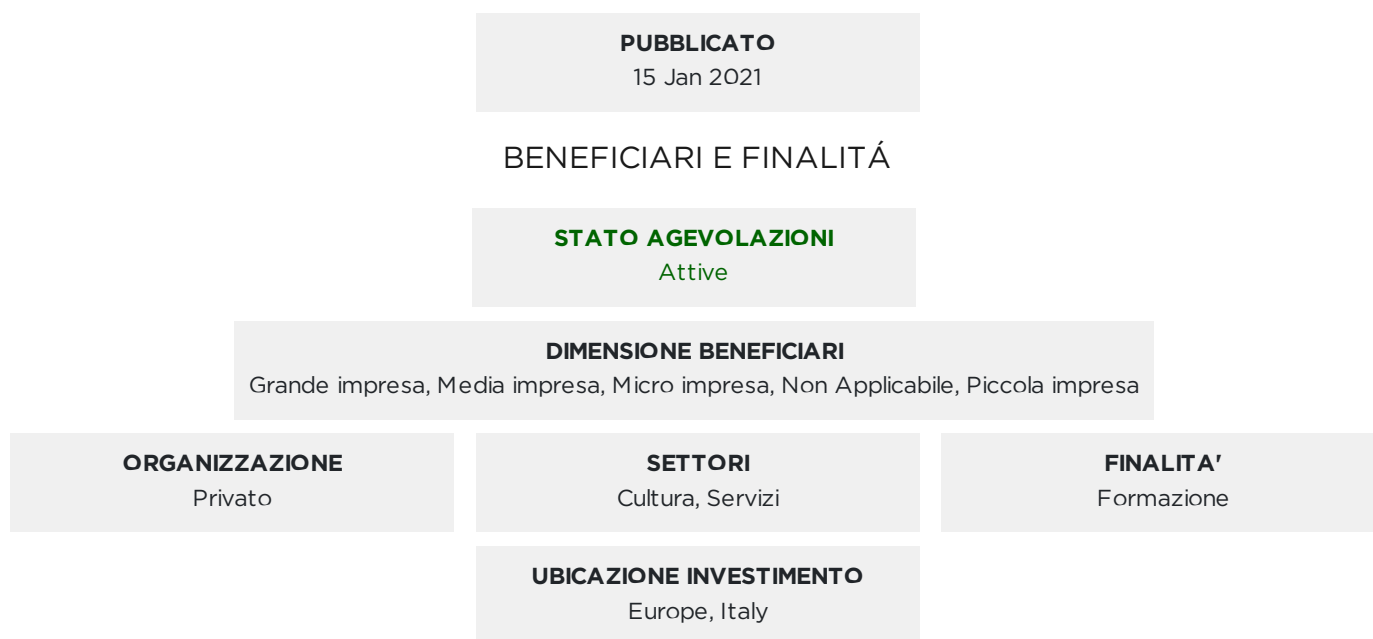 PUBBLICATO
15 Jan 2021
BENEFICIARI E FINALITÁ
STATO AGEVOLAZIONI
Attive
DIMENSIONE BENEFICIARI
Grande impresa, Media impresa, Micro impresa, Non Applicabile, Piccola impresa
ORGANIZZAZIONE
Privato
SETTORI
Cultura, Servizi
FINALITA'
Formazione
UBICAZIONE INVESTIMENTO
Europe, Italy